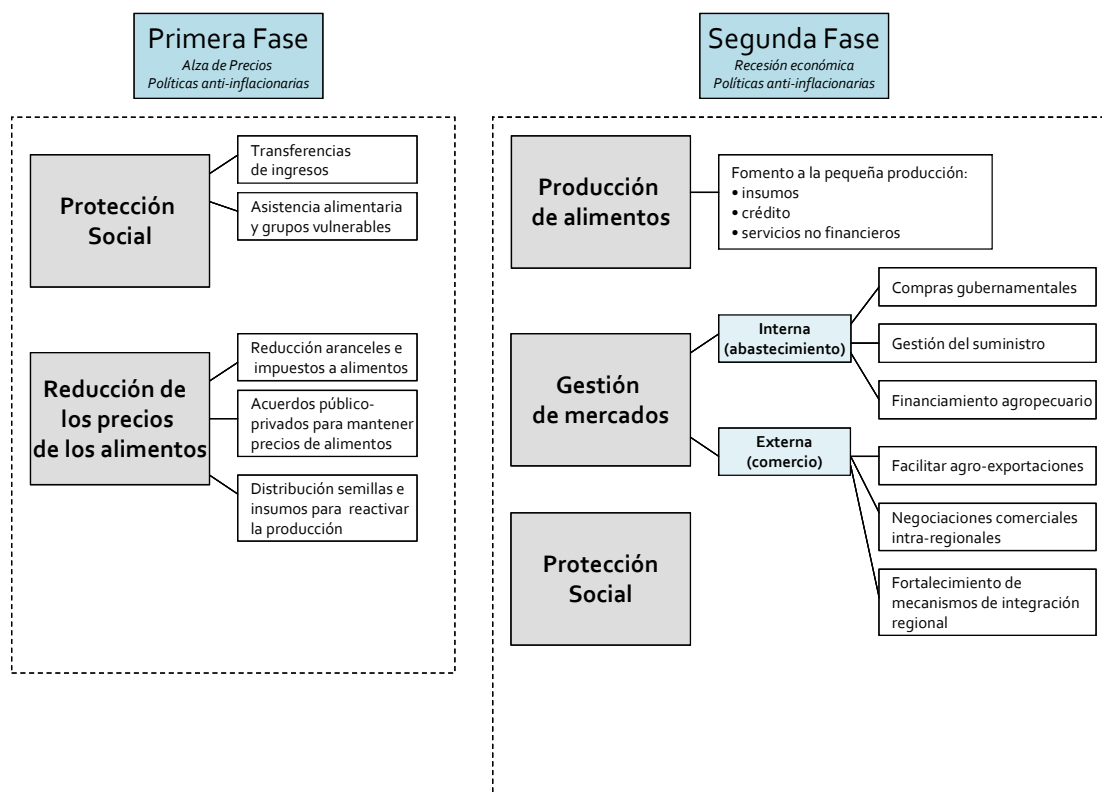 Primera Fase
Alza de Precios
Políticas anti-inflacionarias
Protección
Social
Transferencias
de ingresos
Asistencia alimentaria
y grupos vulnerables
Reducción de
los precios
de los alimentos
Reducción aranceles e
impuestos a alimentos
Acuerdos público-
privados para mantener
precios de alimentos
Distribución semillas e
insumos para reactivar
la producción
Segunda Fase
Recesión económica
Políticas anti-inflacionarias
Producción
de alimentos
Fomento a la pequeña producción:
• insumos
• crédito
• servicios no financieros
Gestión
de mercados
Interna
(abastecimiento)
Compras gubernamentales
Gestión del suministro
Financiamiento agropecuario
Externa
(comercio)
Facilitar agro-exportaciones
Negociaciones comerciales
intra-regionales
Fortalecimiento de
mecanismos de integración
regional
Protección
Social